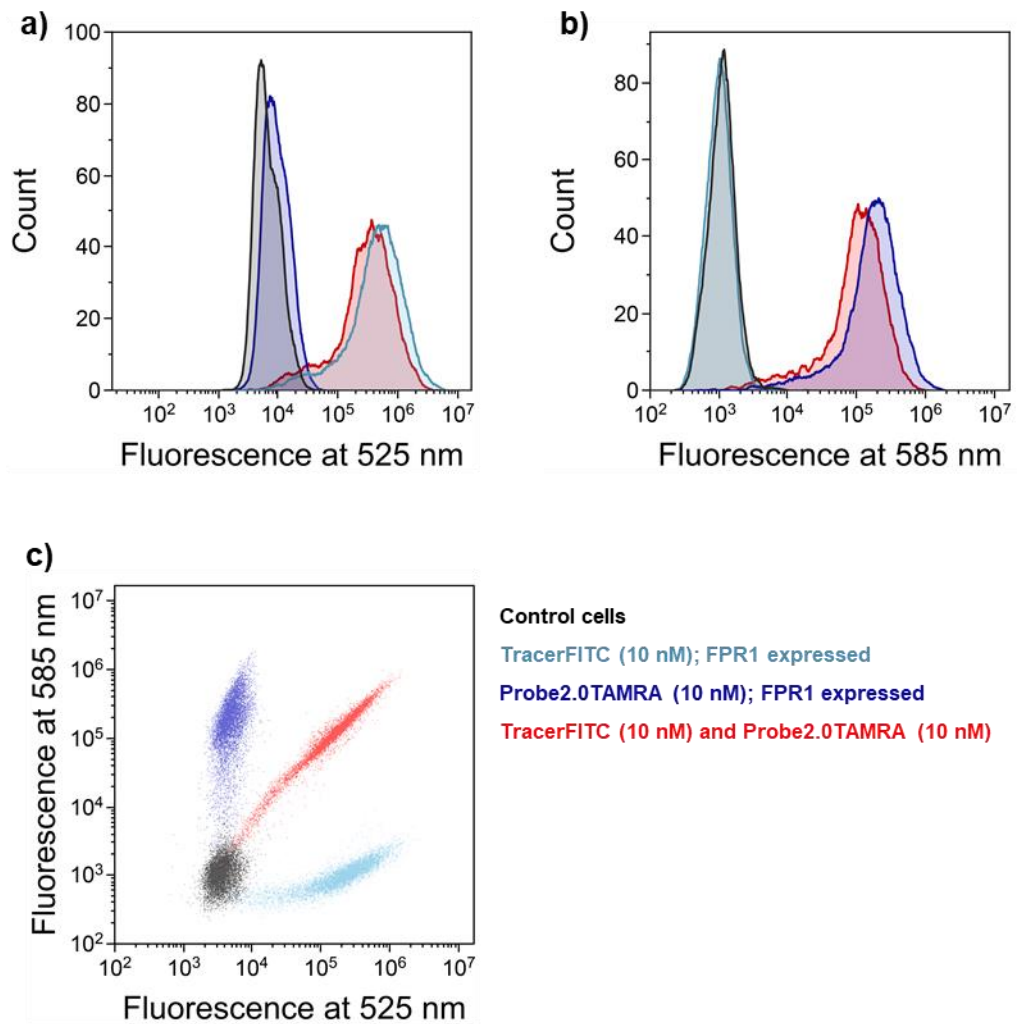 a)
100
80
60
40
20
0
Count
10² 10³ 10⁴ 10⁵ 10⁶ 10⁷
Fluorescence at 525 nm
b)
80
60
40
20
0
Count
10² 10³ 10⁴ 10⁵ 10⁶ 10⁷
Fluorescence at 585 nm
c)
10⁷
10⁶
10⁵
10⁴
10³
10²
Fluorescence at 585 nm
10² 10³ 10⁴ 10⁵ 10⁶ 10⁷
Fluorescence at 525 nm
Control cells
TracerFITC (10 nM); FPR1 expressed
Probe2.0TAMRA (10 nM); FPR1 expressed
TracerFITC (10 nM) and Probe2.0TAMRA (10 nM)